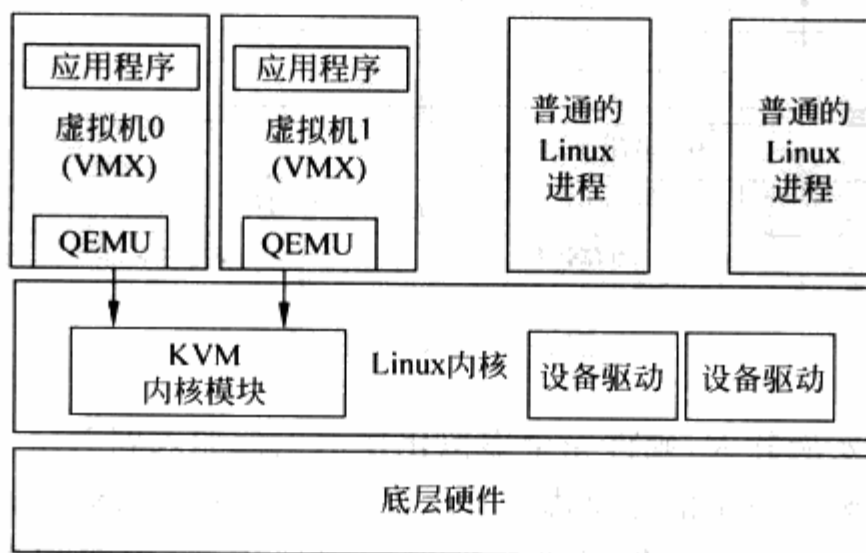 应用程序
虚拟机0
(VMX)
QEMU
应用程序
虚拟机1
(VMX)
QEMU
普通的
Linux
进程
普通的
Linux
进程
KVM
内核模块
Linux内核
设备驱动
设备驱动
底层硬件